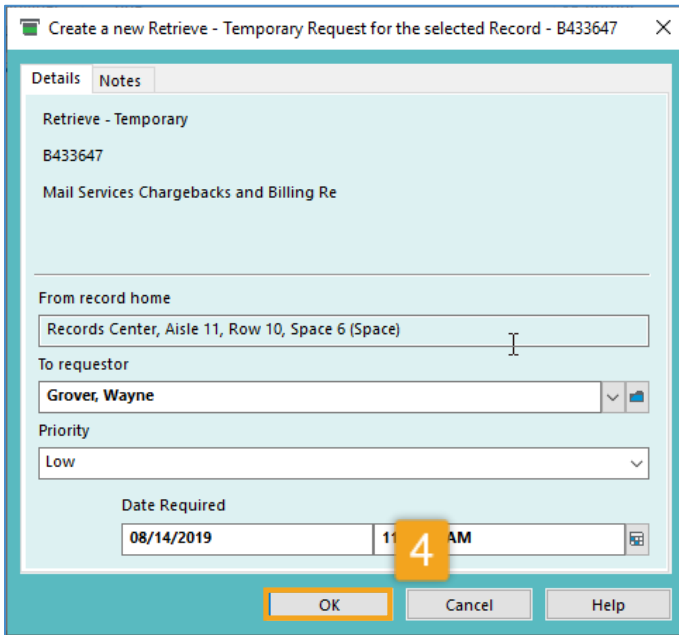 Create a new Retrieve - Temporary Request for the selected Record - B433647
Details Notes
Retrieve - Temporary
B433647
Mail Services Chargebacks and Billing Re
From record home
Records Center, Aisle 11, Row 10, Space 6 (Space)
To requestor
Grover, Wayne
Priority
Low
Date Required
08/14/2019 AM
4
OK Cancel Help